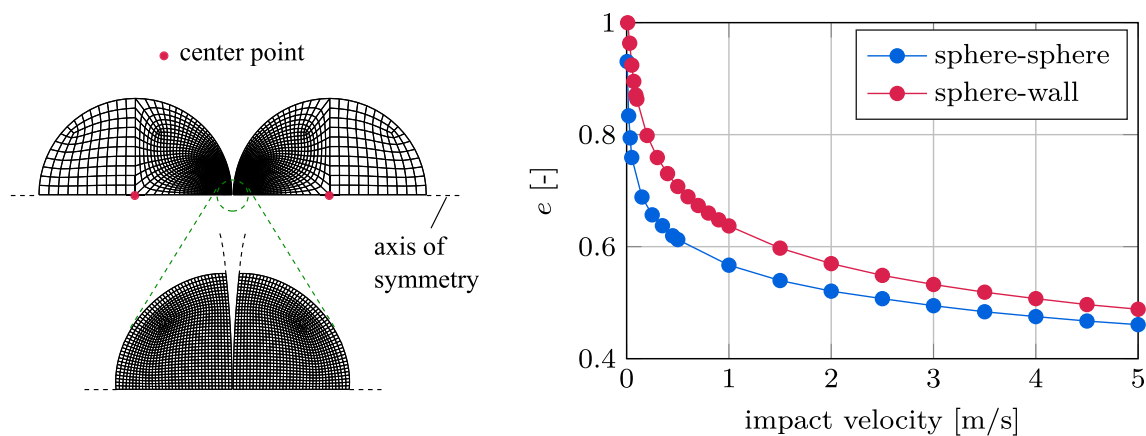 center point
axis of
symmetry
1
0.8
0.6
0.4
e [-]
sphere-sphere
sphere-wall
0 1 2 3 4 5
impact velocity [m/s]